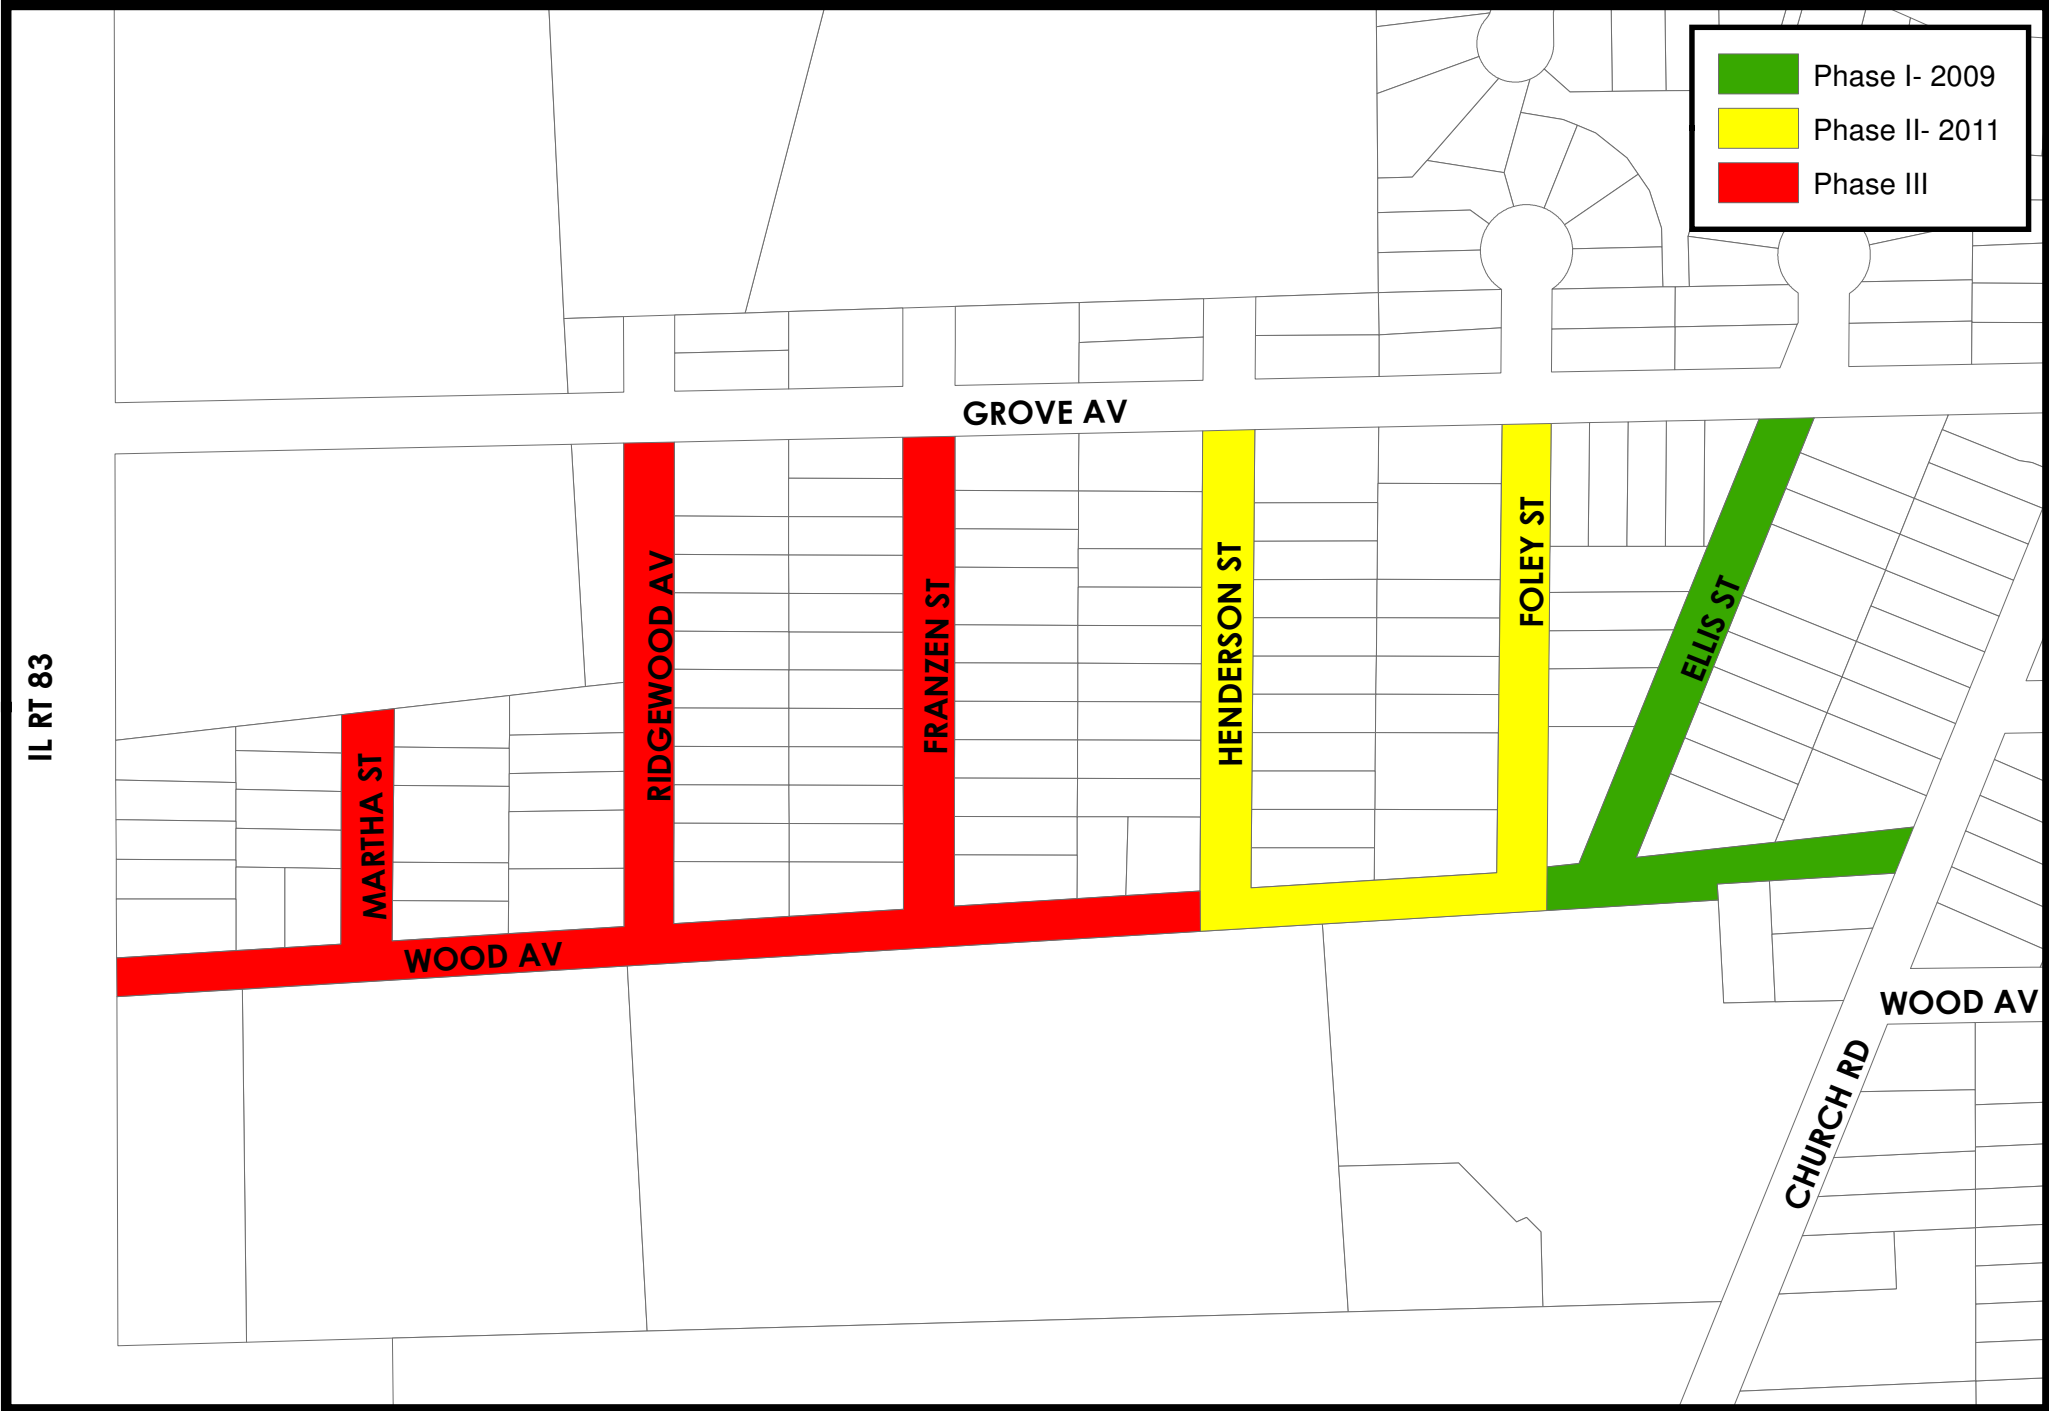 Phase I- 2009
Phase II- 2011
Phase III
GROVE AV
IL RT 83
MARTHA ST
RIDGEWOOD AV
FRANZEN ST
HENDERSON ST
FOLEY ST
ELLIS ST
WOOD AV
WOOD AV
CHURCH RD